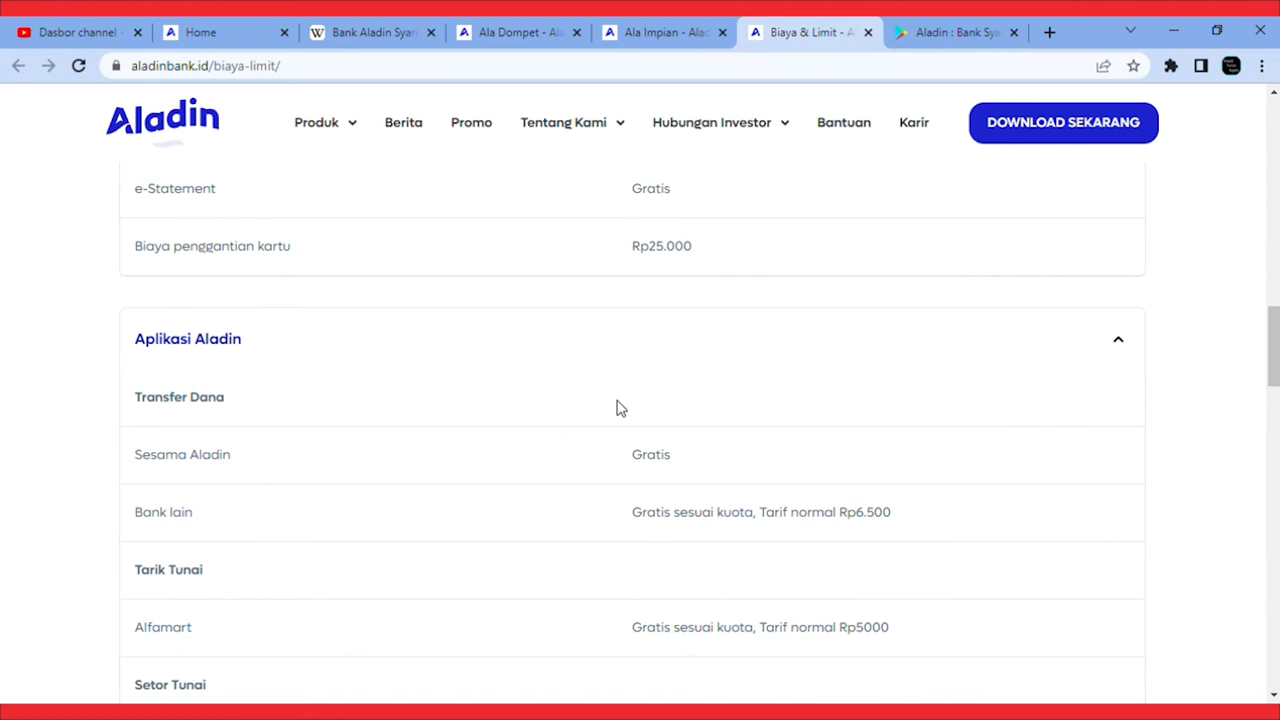 Dasbor channel -
Home
Bank Aladin Syar
Ala Dompet - Ala
Ala Impian - Alad
Biaya & Limit - A
Aladin : Bank Sya
aladinbank.id/biaya-limit/
Aladin
Produk
Berita
Promo
Tentang Kami
Hubungan Investor
Bantuan
Karir
DOWNLOAD SEKARANG
e-Statement Gratis
Biaya penggantian kartu Rp25.000
Aplikasi Aladin
Transfer Dana
Sesama Aladin Gratis
Bank lain Gratis sesuai kuota, Tarif normal Rp6.500
Tarik Tunai
Alfamart Gratis sesuai kuota, Tarif normal Rp5000
Setor Tunai